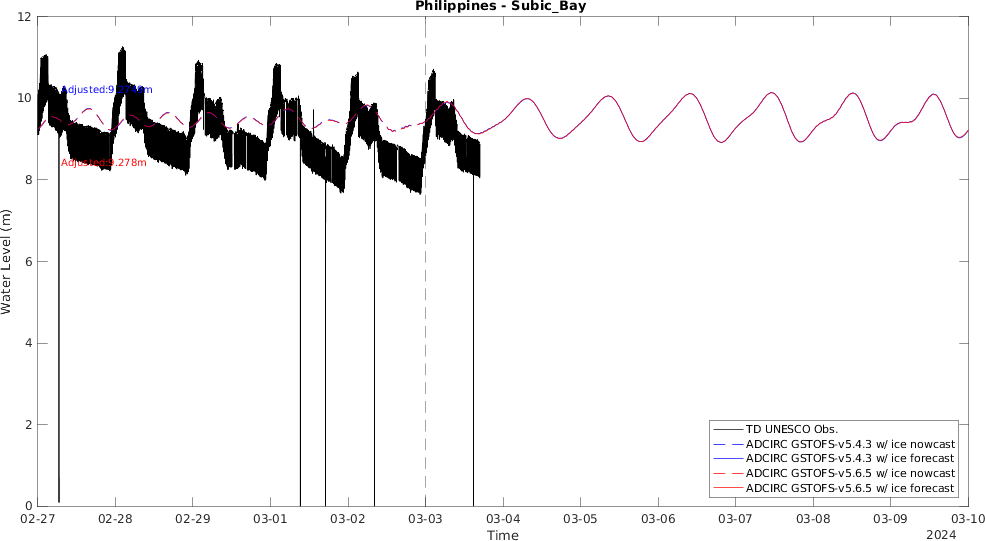 Philippines - Subic_Bay
12
10
8
6
4
2
0
Water Level (m)
Adjusted:9.278m
02-27
02-28
02-29
03-01
03-02
03-03
03-04
03-05
03-06
03-07
03-08
03-09
03-10
Time
2024
TD UNESCO Obs.
ADCIRC GSTOFS-v5.4.3 w/ ice nowcast
ADCIRC GSTOFS-v5.4.3 w/ ice forecast
ADCIRC GSTOFS-v5.6.5 w/ ice nowcast
ADCIRC GSTOFS-v5.6.5 w/ ice forecast